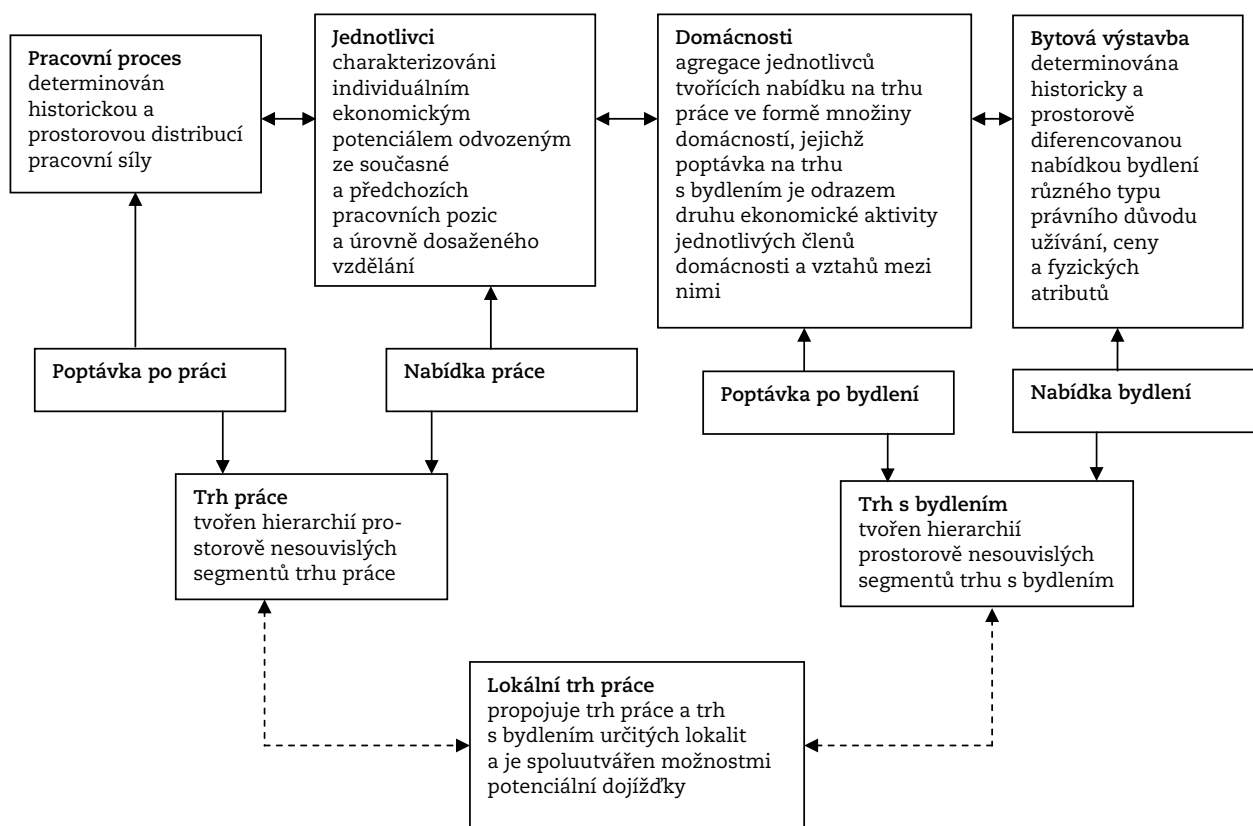 Pracovní proces
determinován
historickou a
prostorovou distribucí
pracovní síly
Jednotlivci
charakterizováni
individuálním
ekonomickým
potenciálem odvozeným
ze současné
a předchozích
pracovních pozic
a úrovně dosaženého
vzdělání
Domácnosti
agregace jednotlivců
tvořících nabídku na trhu
práce ve formě množiny
domácností, jejichž
poptávka na trhu
s bydlením je odrazem
druhu ekonomické aktivity
jednotlivých členů
domácnosti a vztahů mezi
nimi
Bytová výstavba
determinována
historicky a
prostorově
diferencovanou
nabídkou bydlení
různého typu
právního důvodu
užívání, ceny
a fyzických
atributů
Poptávka po práci
Nabídka práce
Poptávka po bydlení
Nabídka bydlení
Trh práce
tvořen hierarchií pro-
storově nesouvislých
segmentů trhu práce
Trh s bydlením
tvořen hierarchií
prostorově nesouvislých
segmentů trhu s bydlením
Lokální trh práce
propojuje trh práce a trh
s bydlením určitých lokalit
a je spoluutvářen možnostmi
potenciální dojížďky